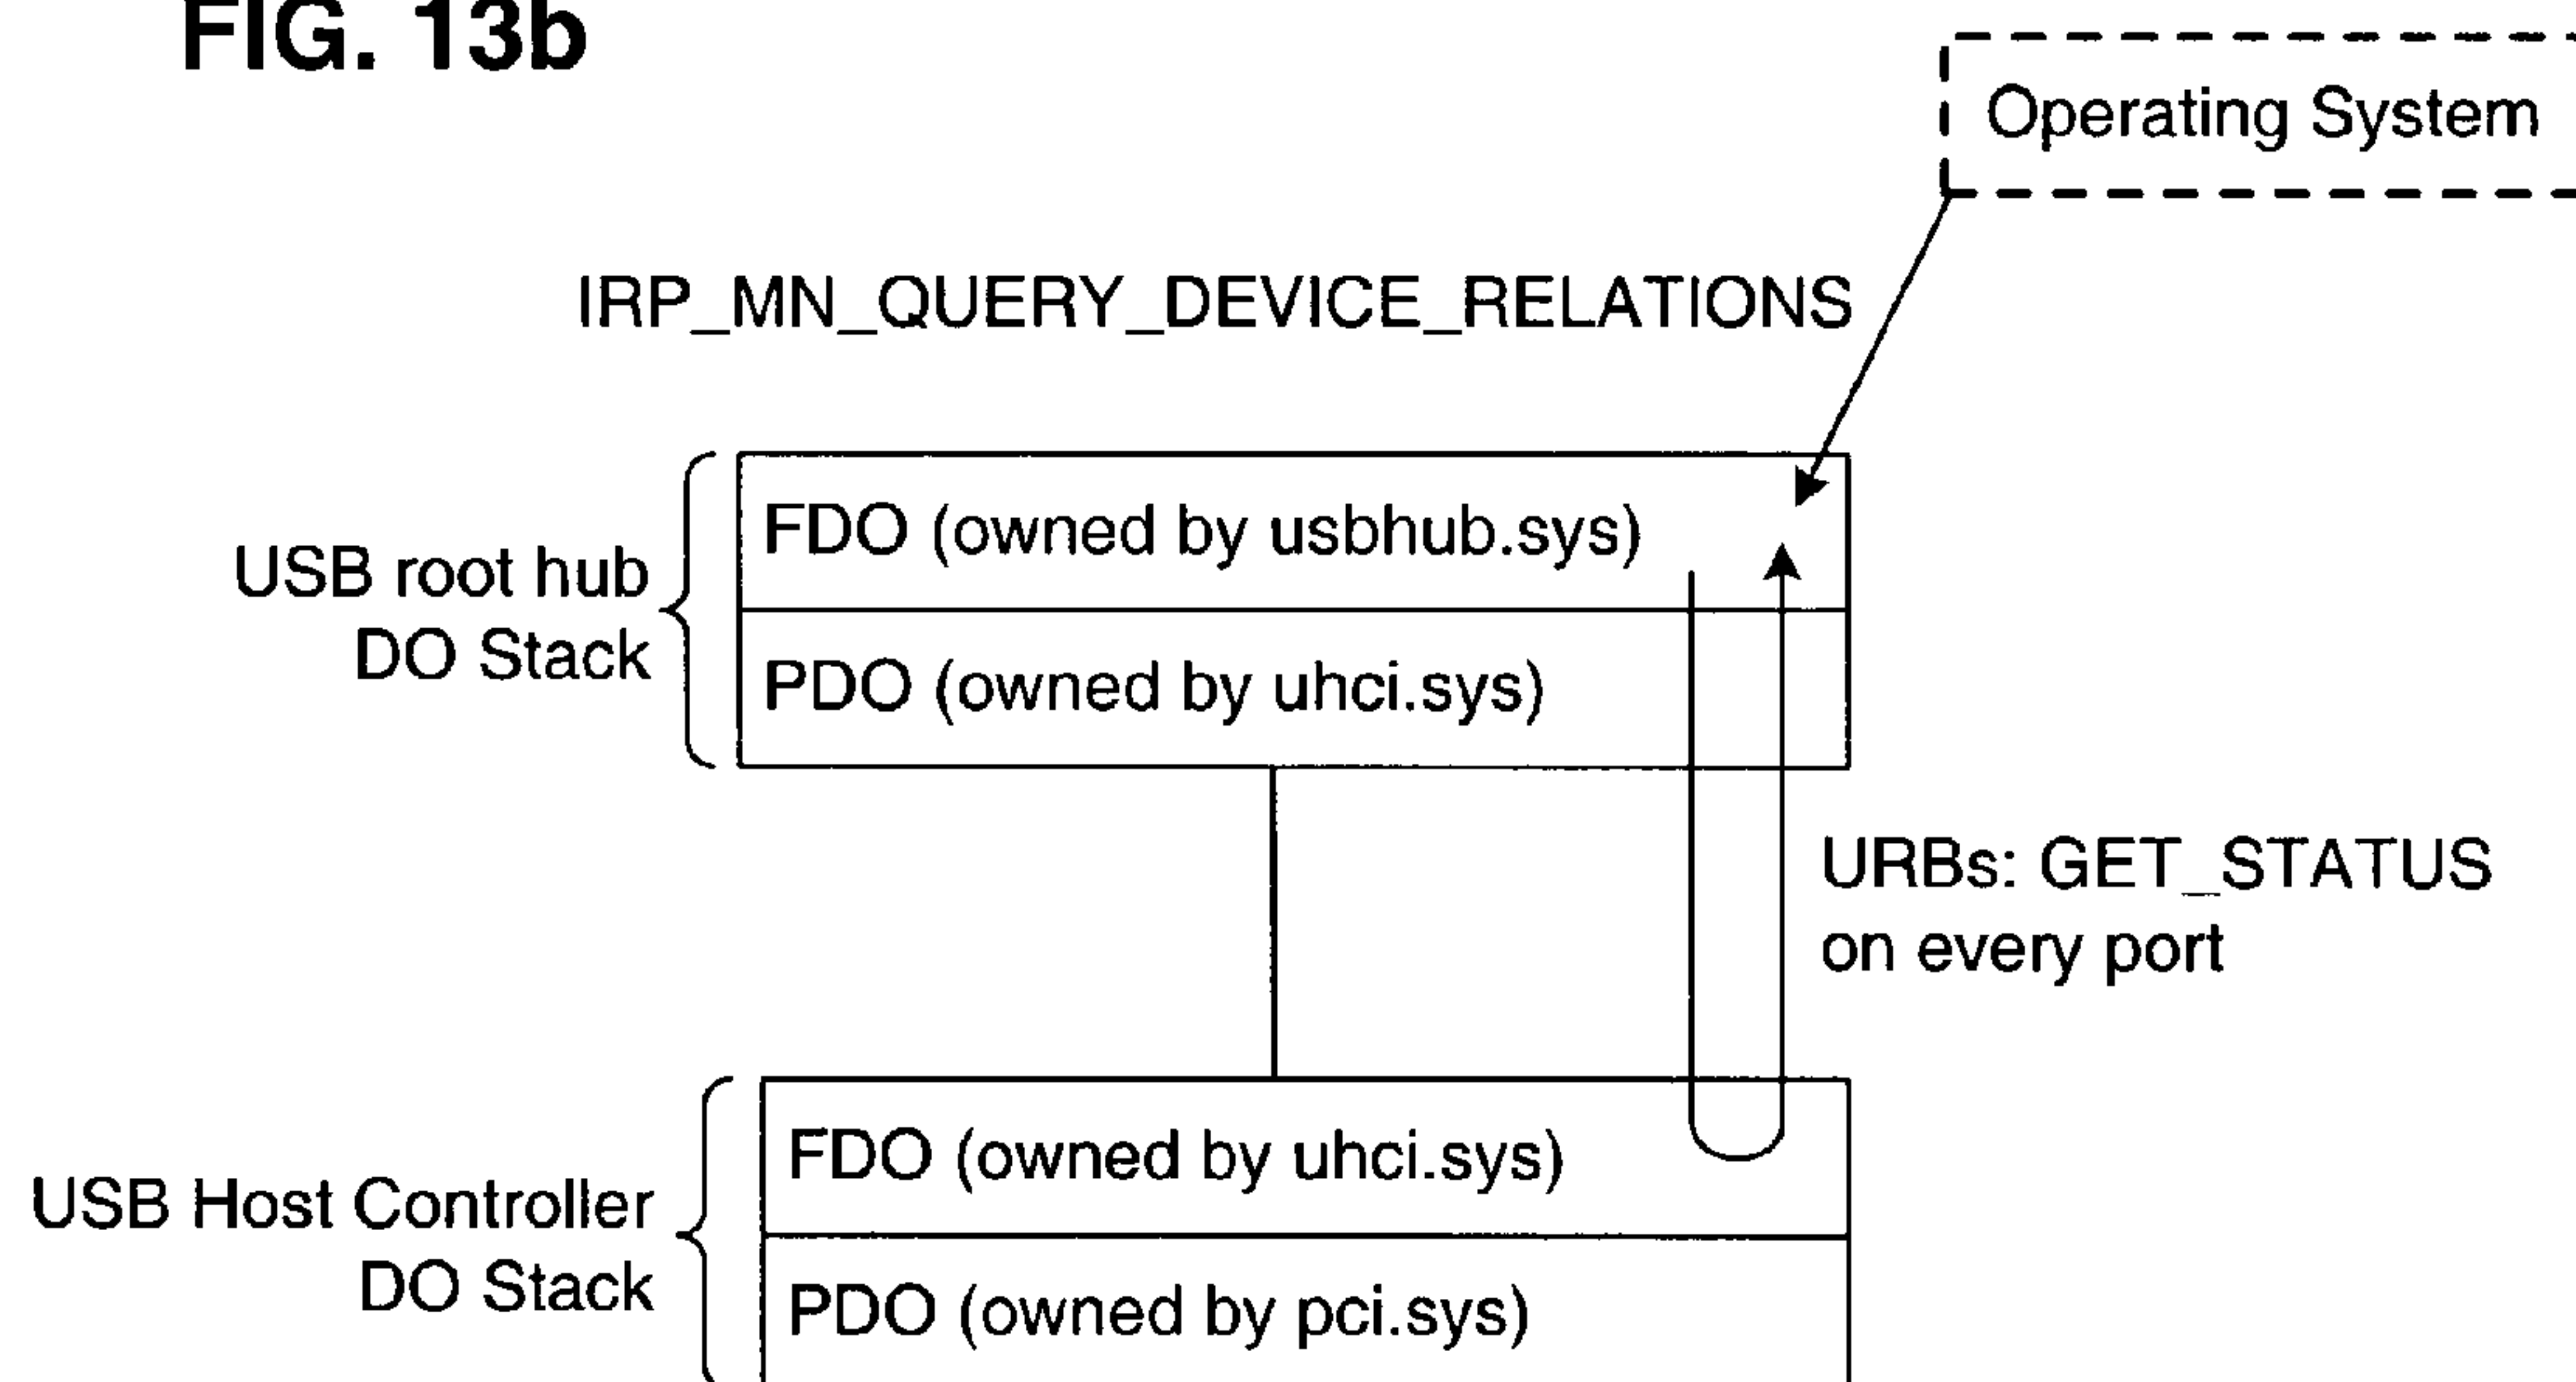 FIG. 13b
Operating System
IRP_MN_QUERY_DEVICE_RELATIONS
FDO (owned by usbhub.sys)
USB root hub
DO Stack
PDO (owned by uhci.sys)
URBs: GET_STATUS
on every port
FDO (owned by uhci.sys)
USB Host Controller
DO Stack
PDO (owned by pci.sys)